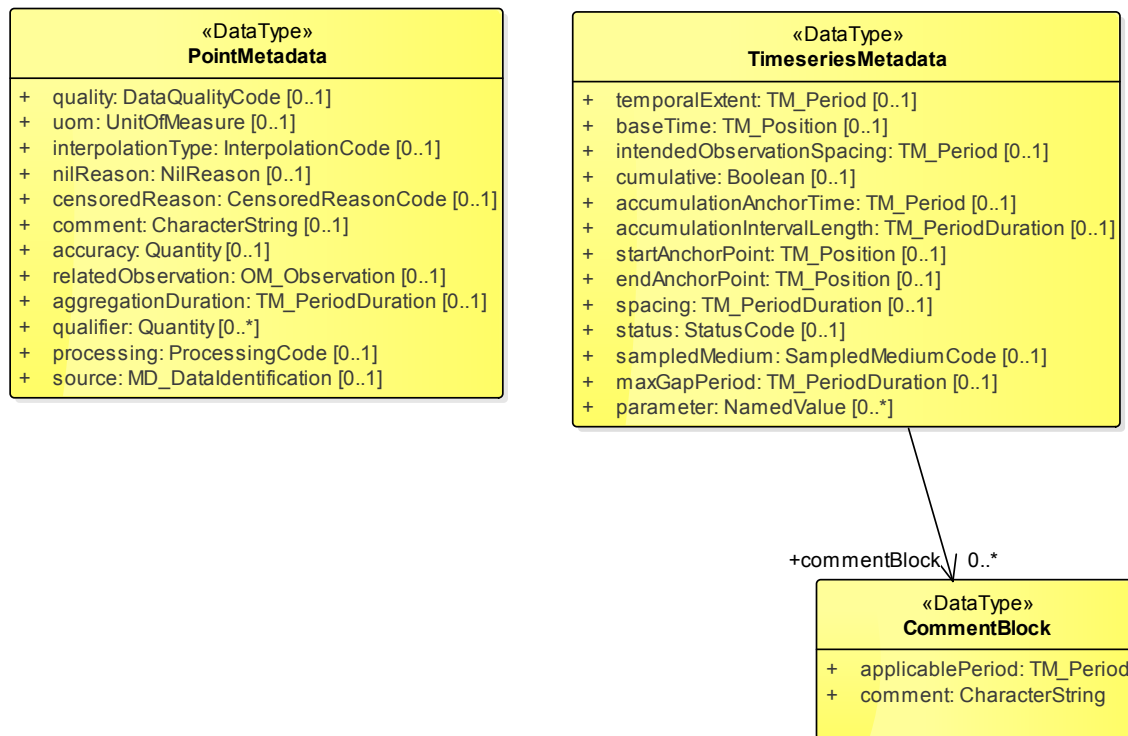 «DataType»
PointMetadata
+ quality: DataQualityCode [0..1]
+ uom: UnitOfMeasure [0..1]
+ interpolationType: InterpolationCode [0..1]
+ nilReason: NilReason [0..1]
+ censoredReason: CensoredReasonCode [0..1]
+ comment: CharacterString [0..1]
+ accuracy: Quantity [0..1]
+ relatedObservation: OM_Observation [0..1]
+ aggregationDuration: TM_PeriodDuration [0..1]
+ qualifier: Quantity [0..*]
+ processing: ProcessingCode [0..1]
+ source: MD_DataIdentification [0..1]
«DataType»
TimeseriesMetadata
+ temporalExtent: TM_Period [0..1]
+ baseTime: TM_Position [0..1]
+ intendedObservationSpacing: TM_Period [0..1]
+ cumulative: Boolean [0..1]
+ accumulationAnchorTime: TM_Period [0..1]
+ accumulationIntervalLength: TM_PeriodDuration [0..1]
+ startAnchorPoint: TM_Position [0..1]
+ endAnchorPoint: TM_Position [0..1]
+ spacing: TM_PeriodDuration [0..1]
+ status: StatusCode [0..1]
+ sampledMedium: SampledMediumCode [0..1]
+ maxGapPeriod: TM_PeriodDuration [0..1]
+ parameter: NamedValue [0..*]
+commentBlock 0..*
«DataType»
CommentBlock
+ applicablePeriod: TM_Period
+ comment: CharacterString